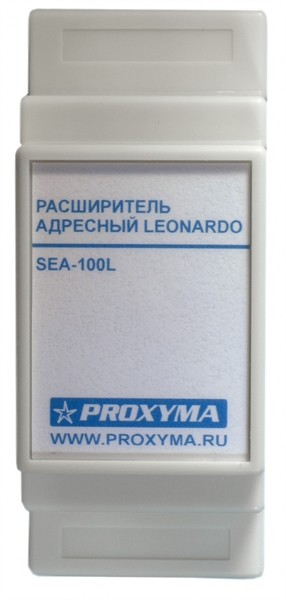 РАСШИРИТЕЛЬ
АДРЕСНЫЙ LEONARDO
SEA-100L
PROXYMA
WWW.PROXYMA.RU